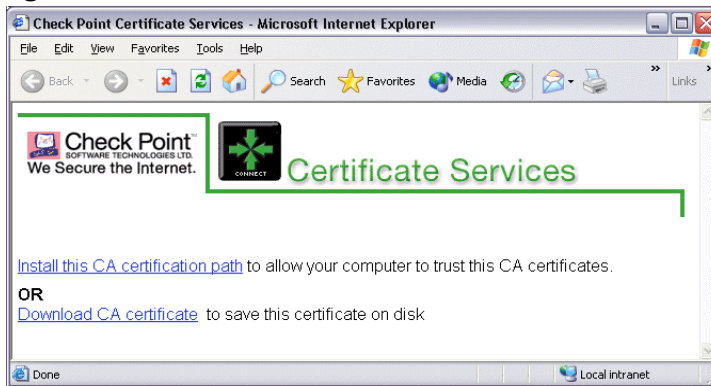 Check Point Certificate Services - Microsoft Internet Explorer
File Edit View Favorites Tools Help
Back Search Favorites Media » Links »
Check Point™
SOFTWARE TECHNOLOGIES LTD.
We Secure the Internet.
CONNECT
Certificate Services
Install this CA certification path to allow your computer to trust this CA certificates.
OR
Download CA certificate to save this certificate on disk
Done Local intranet